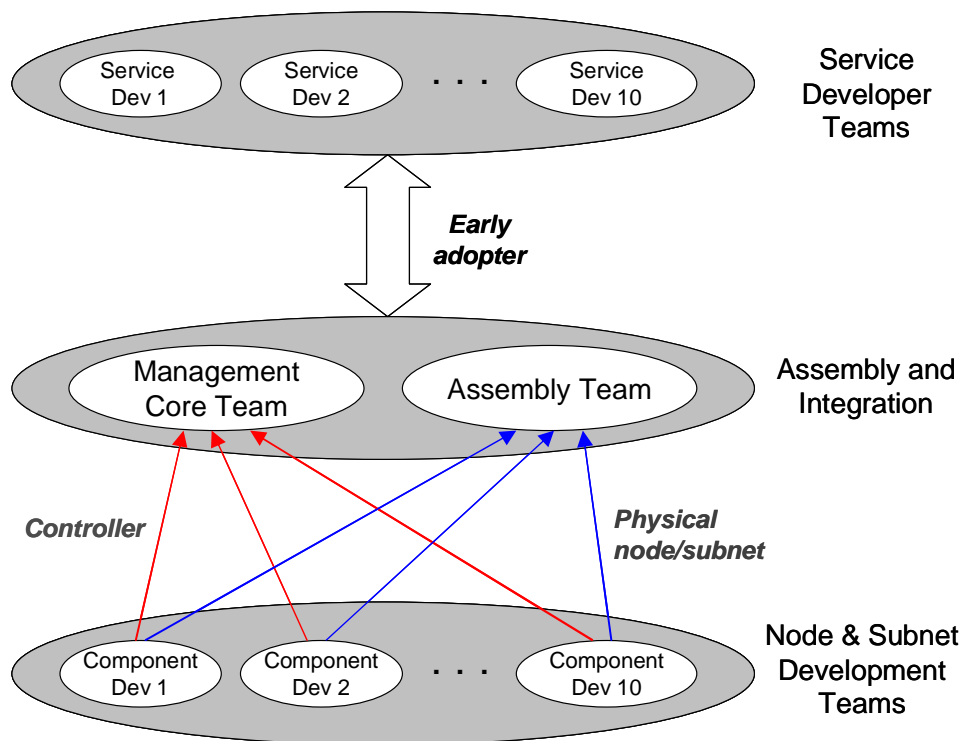 Service
Dev 1
Service
Dev 2
. . .
Service
Dev 10
Service
Developer
Teams
Early
adopter
Management
Core Team
Assembly Team
Assembly and
Integration
Controller
Physical
node/subnet
Component
Dev 1
Component
Dev 2
. . .
Component
Dev 10
Node & Subnet
Development
Teams